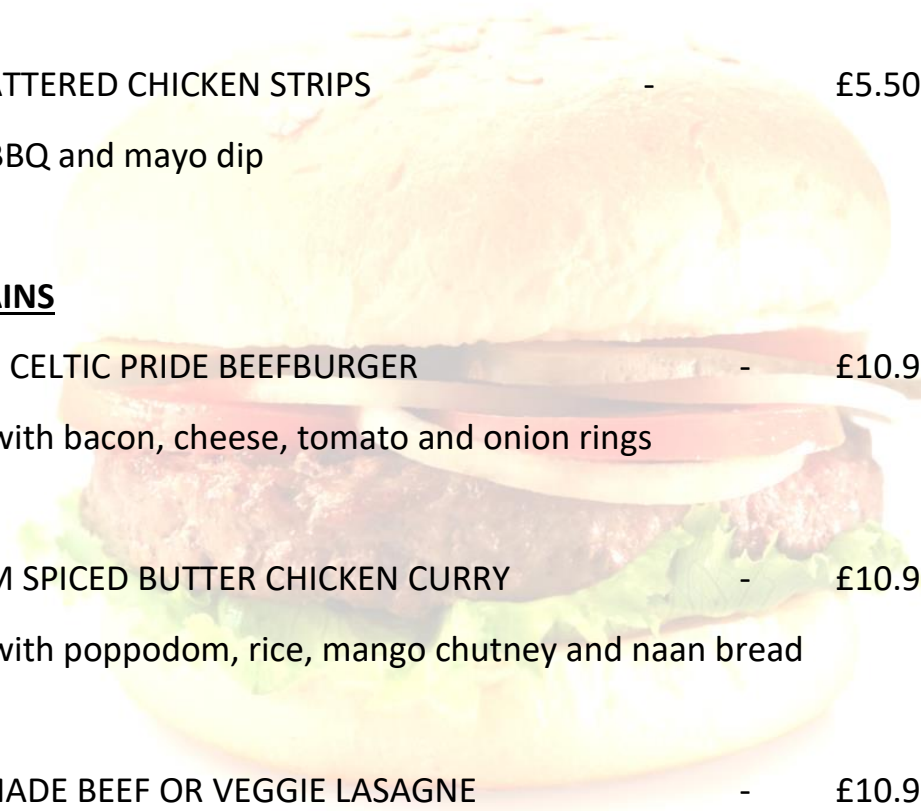 ATTERED CHICKEN STRIPS - £5.50
BBQ and mayo dip
AINS
CELTIC PRIDE BEEFBURGER - £10.9
with bacon, cheese, tomato and onion rings
M SPICED BUTTER CHICKEN CURRY - £10.9
with poppodom, rice, mango chutney and naan bread
MADE BEEF OR VEGGIE LASAGNE - £10.9